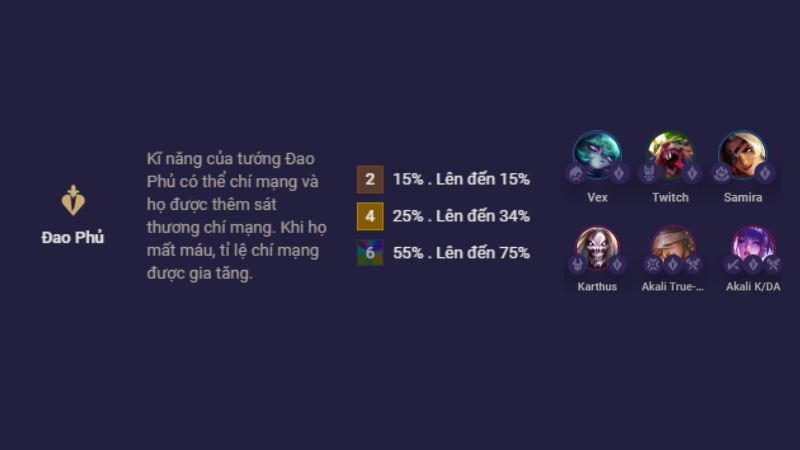 Đao Phủ
Kĩ năng của tướng Đao
Phủ có thể chí mạng và
họ được thêm sát
thương chí mạng. Khi họ
mất máu, tỉ lệ chí mạng
được gia tăng.
2 15% . Lên đến 15%
4 25% . Lên đến 34%
6 55% . Lên đến 75%
Vex Twitch Samira
Karthus Akali True-... Akali K/DA